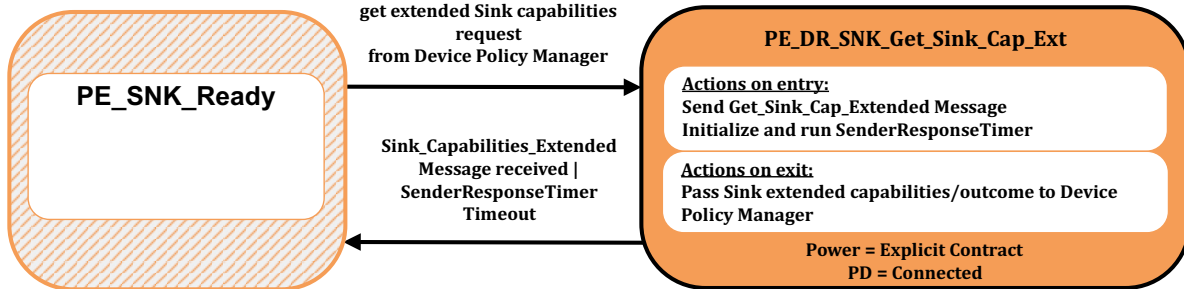 PE_SNK_Ready
get extended Sink capabilities
request
from Device Policy Manager
Sink_Capabilities_Extended
Message received |
SenderResponseTimer
Timeout
PE_DR_SNK_Get_Sink_Cap_Ext
Actions on entry:
Send Get_Sink_Cap_Extended Message
Initialize and run SenderResponseTimer
Actions on exit:
Pass Sink extended capabilities/outcome to Device
Policy Manager
Power = Explicit Contract
PD = Connected